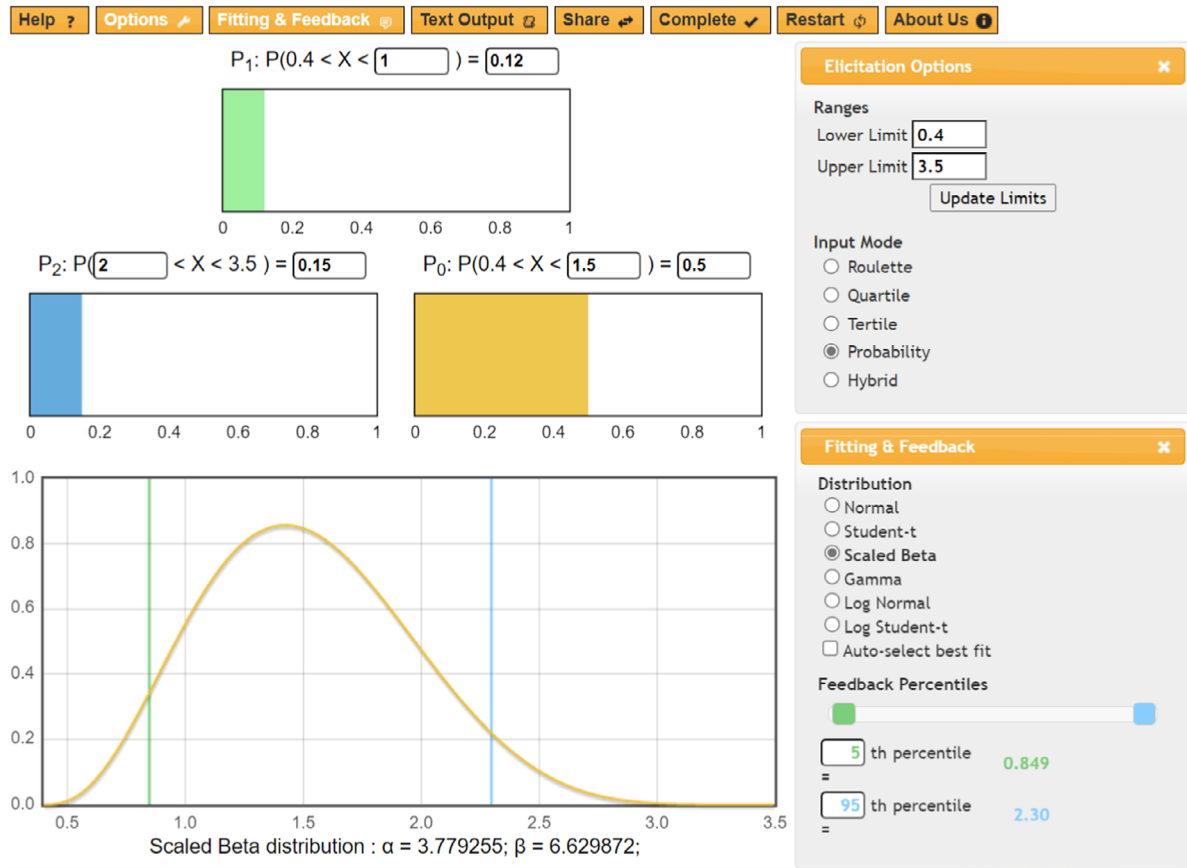 Help ? Options Fitting & Feedback Text Output Share Complete Restart About Us
P1: P(0.4 < X < 1 ) = 0.12
0 0.2 0.4 0.6 0.8 1
P2: P( 2 < X < 3.5 ) = 0.15
0 0.2 0.4 0.6 0.8 1
P0: P(0.4 < X < 1.5 ) = 0.5
0 0.2 0.4 0.6 0.8 1
1.0
0.8
0.6
0.4
0.2
0.0
0.5 1.0 1.5 2.0 2.5 3.0 3.5
Scaled Beta distribution : α = 3.779255; β = 6.629872;
Elicitation Options
Ranges
Lower Limit 0.4
Upper Limit 3.5
Update Limits
Input Mode
Roulette
Quartile
Tertile
Probability
Hybrid
Fitting & Feedback
Distribution
Normal
Student-t
Scaled Beta
Gamma
Log Normal
Log Student-t
Auto-select best fit
Feedback Percentiles
5 th percentile 0.849
=
95 th percentile 2.30
=